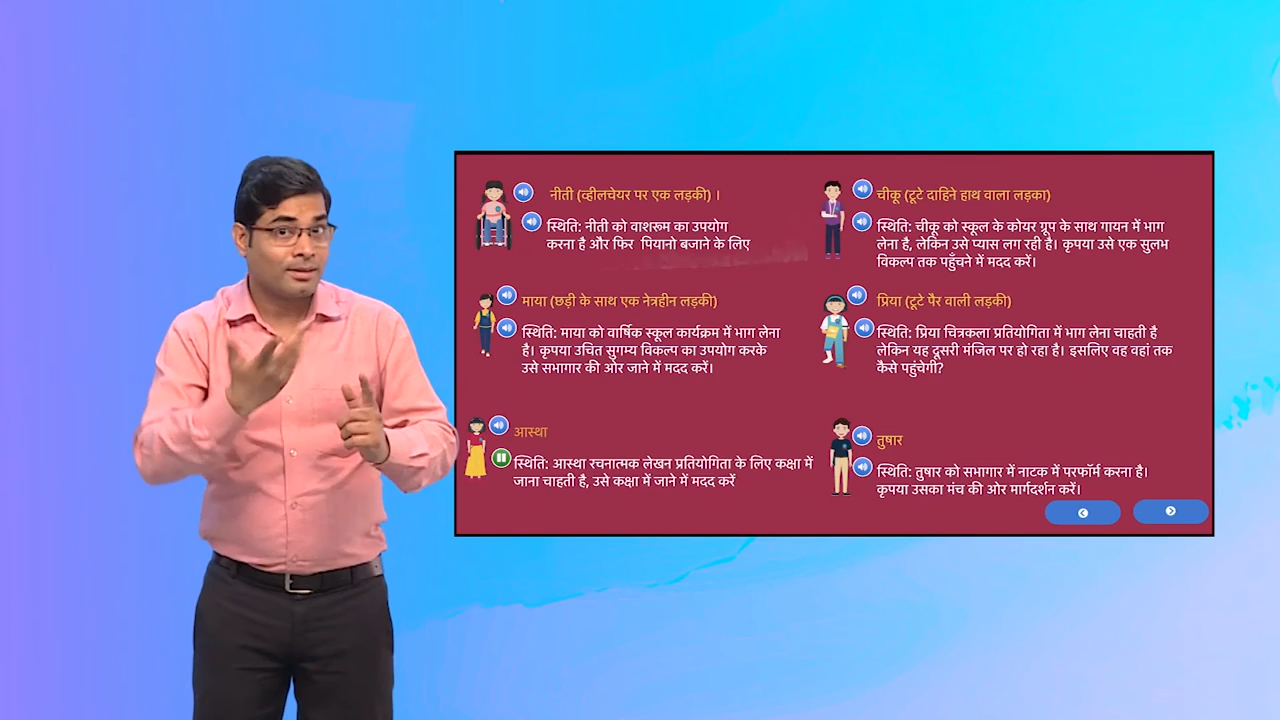 नीती (व्हीलचेयर पर एक लड़की) ।
स्थिति: नीती को वाशरूम का उपयोग
करना है और फिर पियानो बजाने के लिए
चीकू (टूटे दाहिने हाथ वाला लड़का)
स्थिति: चीकू को स्कूल के कोयर ग्रूप के साथ गायन में भाग
लेना है, लेकिन उसे प्यास लग रही है। कृपया उसे एक सुलभ
विकल्प तक पहुँचने में मदद करें।
माया (छड़ी के साथ एक नेत्रहीन लड़की)
स्थिति: माया को वार्षिक स्कूल कार्यक्रम में भाग लेना
है। कृपया उचित सुगम्य विकल्प का उपयोग करके
उसे सभागार की ओर जाने में मदद करें।
प्रिया (टूटे पैर वाली लड़की)
स्थिति: प्रिया चित्रकला प्रतियोगिता में भाग लेना चाहती है
लेकिन यह दूसरी मंजिल पर हो रहा है। इसलिए वह वहां तक
कैसे पहुंचेगी?
आस्था
स्थिति: आस्था रचनात्मक लेखन प्रतियोगिता के लिए कक्षा में
जाना चाहती है, उसे कक्षा में जाने में मदद करें
तुषार
स्थिति: तुषार को सभागार में नाटक में परफॉर्म करना है।
कृपया उसका मंच की ओर मार्गदर्शन करें।